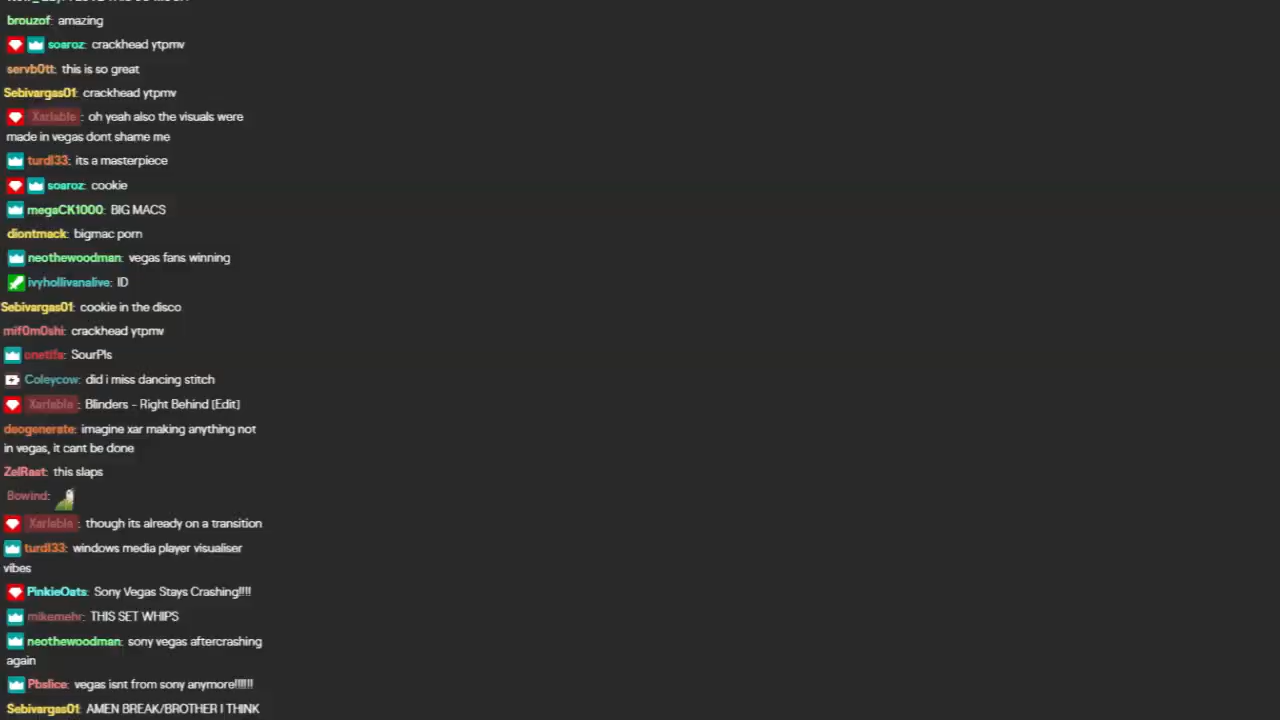 brouzof: amazing
soaroz: crackhead ytpmv
servb0tt: this is so great
Sebivargas01: crackhead ytpmv
Xariable: oh yeah also the visuals were
made in vegas dont shame me
turdl33: its a masterpiece
soaroz: cookie
megaCK1000: BIG MACS
diontmack: bigmac porn
neothewoodman: vegas fans winning
ivyhollivanalive: ID
Sebivargas01: cookie in the disco
mif0m0shi: crackhead ytpmv
onetifa: SourPls
Coleycow: did i miss dancing stitch
Xariable: Blinders - Right Behind [Edit]
deogenerate: imagine xar making anything not
in vegas, it cant be done
ZelRast: this slaps
Bowind:
Xariable: though its already on a transition
turdl33: windows media player visualiser
vibes
PinkieOats: Sony Vegas Stays Crashing!!!!
mikemehr: THIS SET WHIPS
neothewoodman: sony vegas aftercrashing
again
Pbslice: vegas isnt from sony anymore!!!!!!!
Sebivargas01: AMEN BREAK/BROTHER I THINK